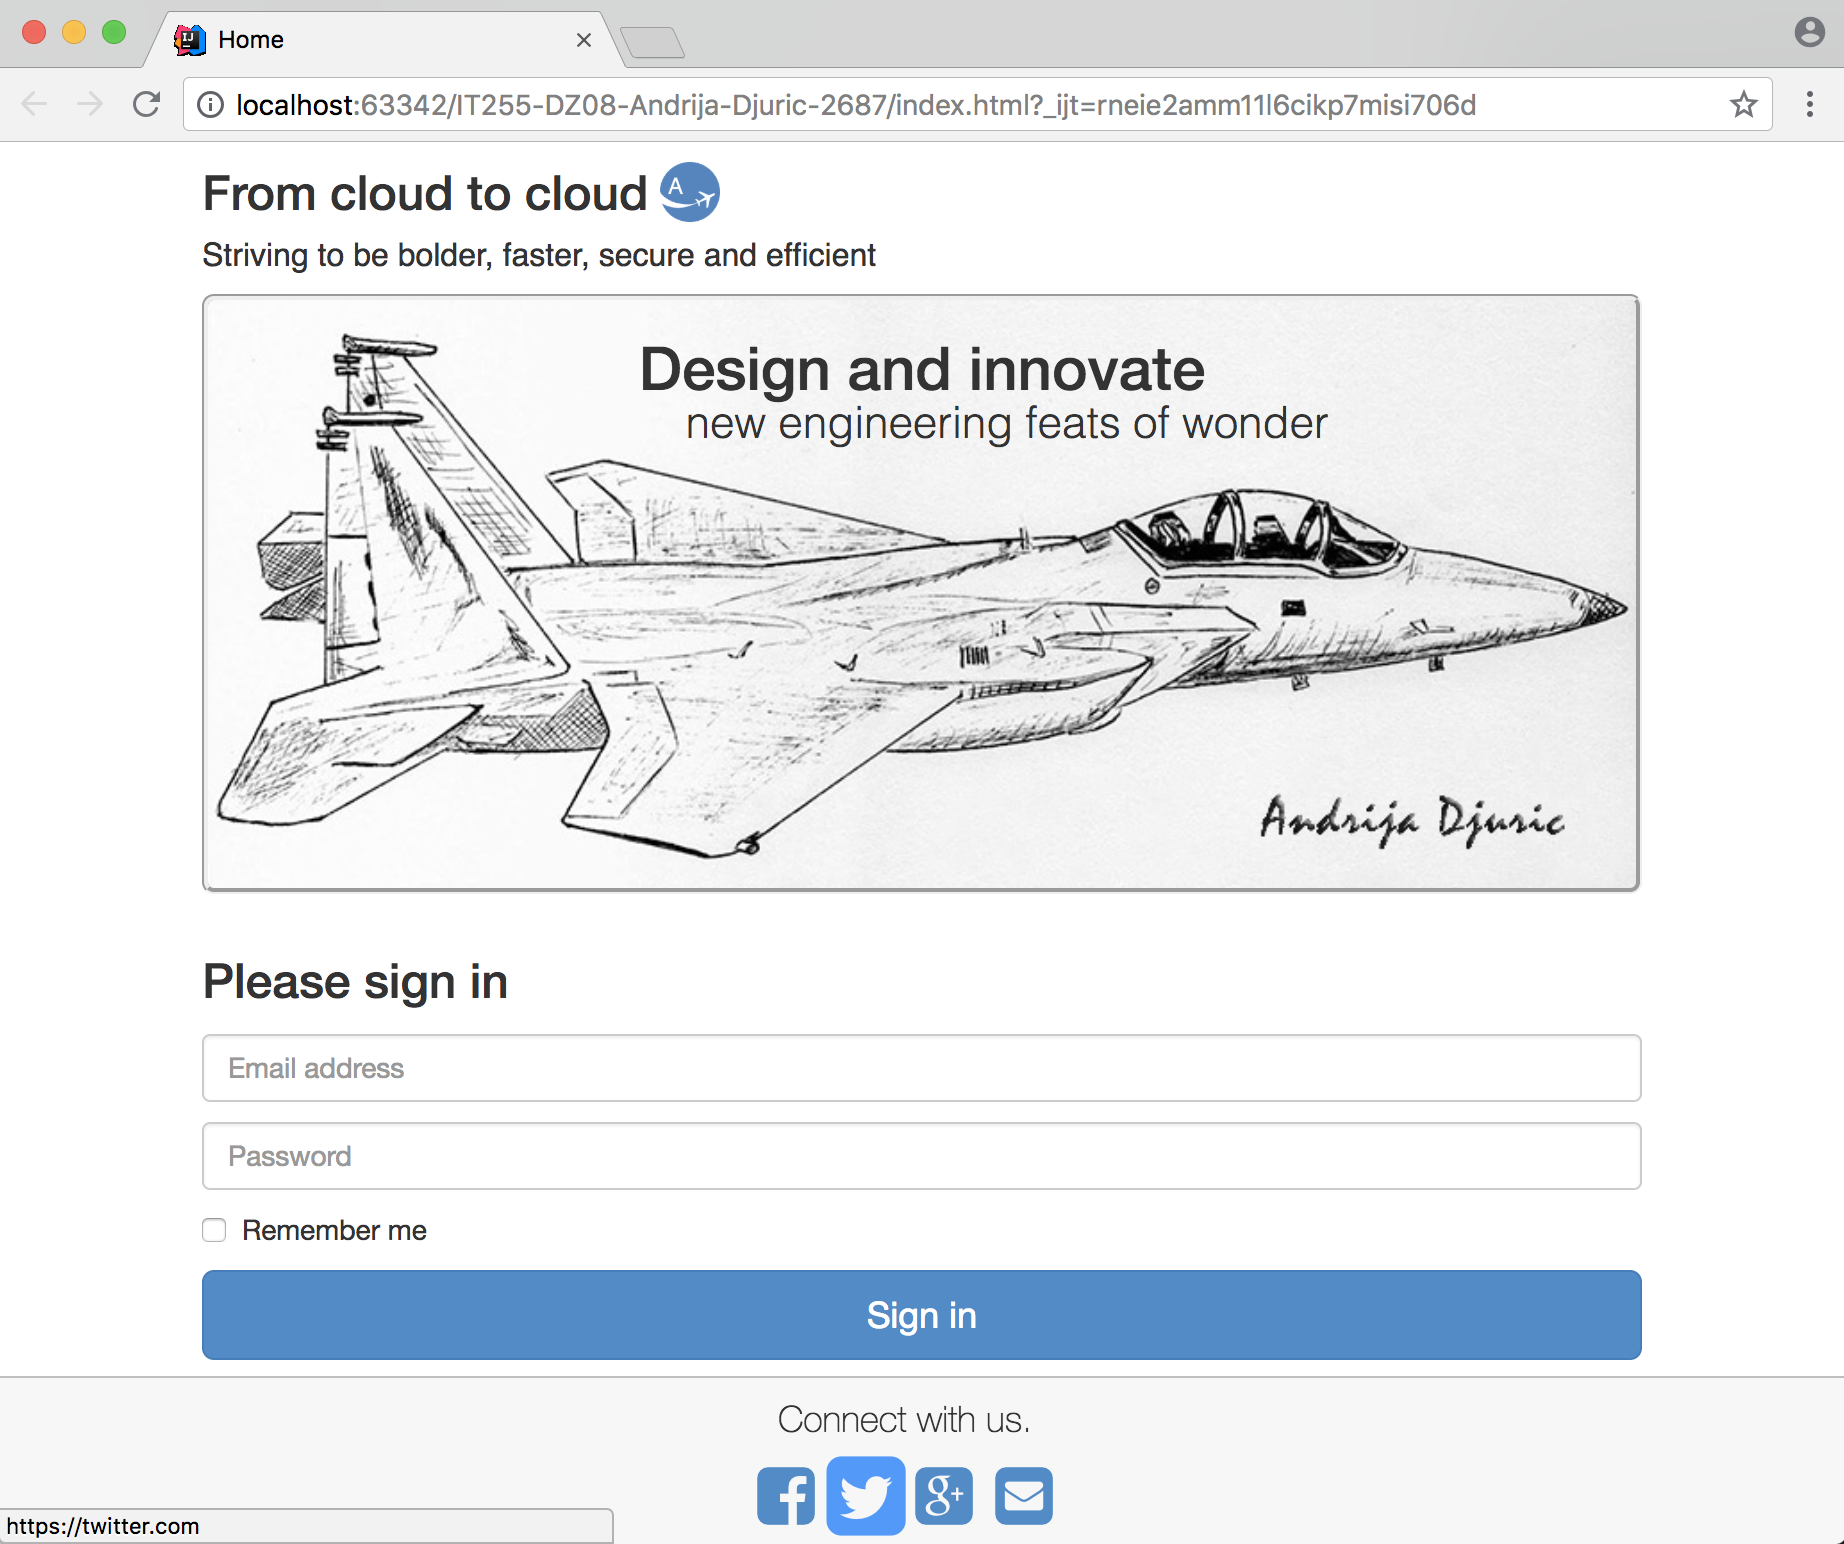 Home
localhost:63342/IT255-DZ08-Andrija-Djuric-2687/index.html?_ijt=rneie2amm11l6cikp7misi706d
From cloud to cloud
A
Striving to be bolder, faster, secure and efficient
Design and innovate
new engineering feats of wonder
Andrija Djuric
Please sign in
Email address
Password
Remember me
Sign in
Connect with us.
https://twitter.com